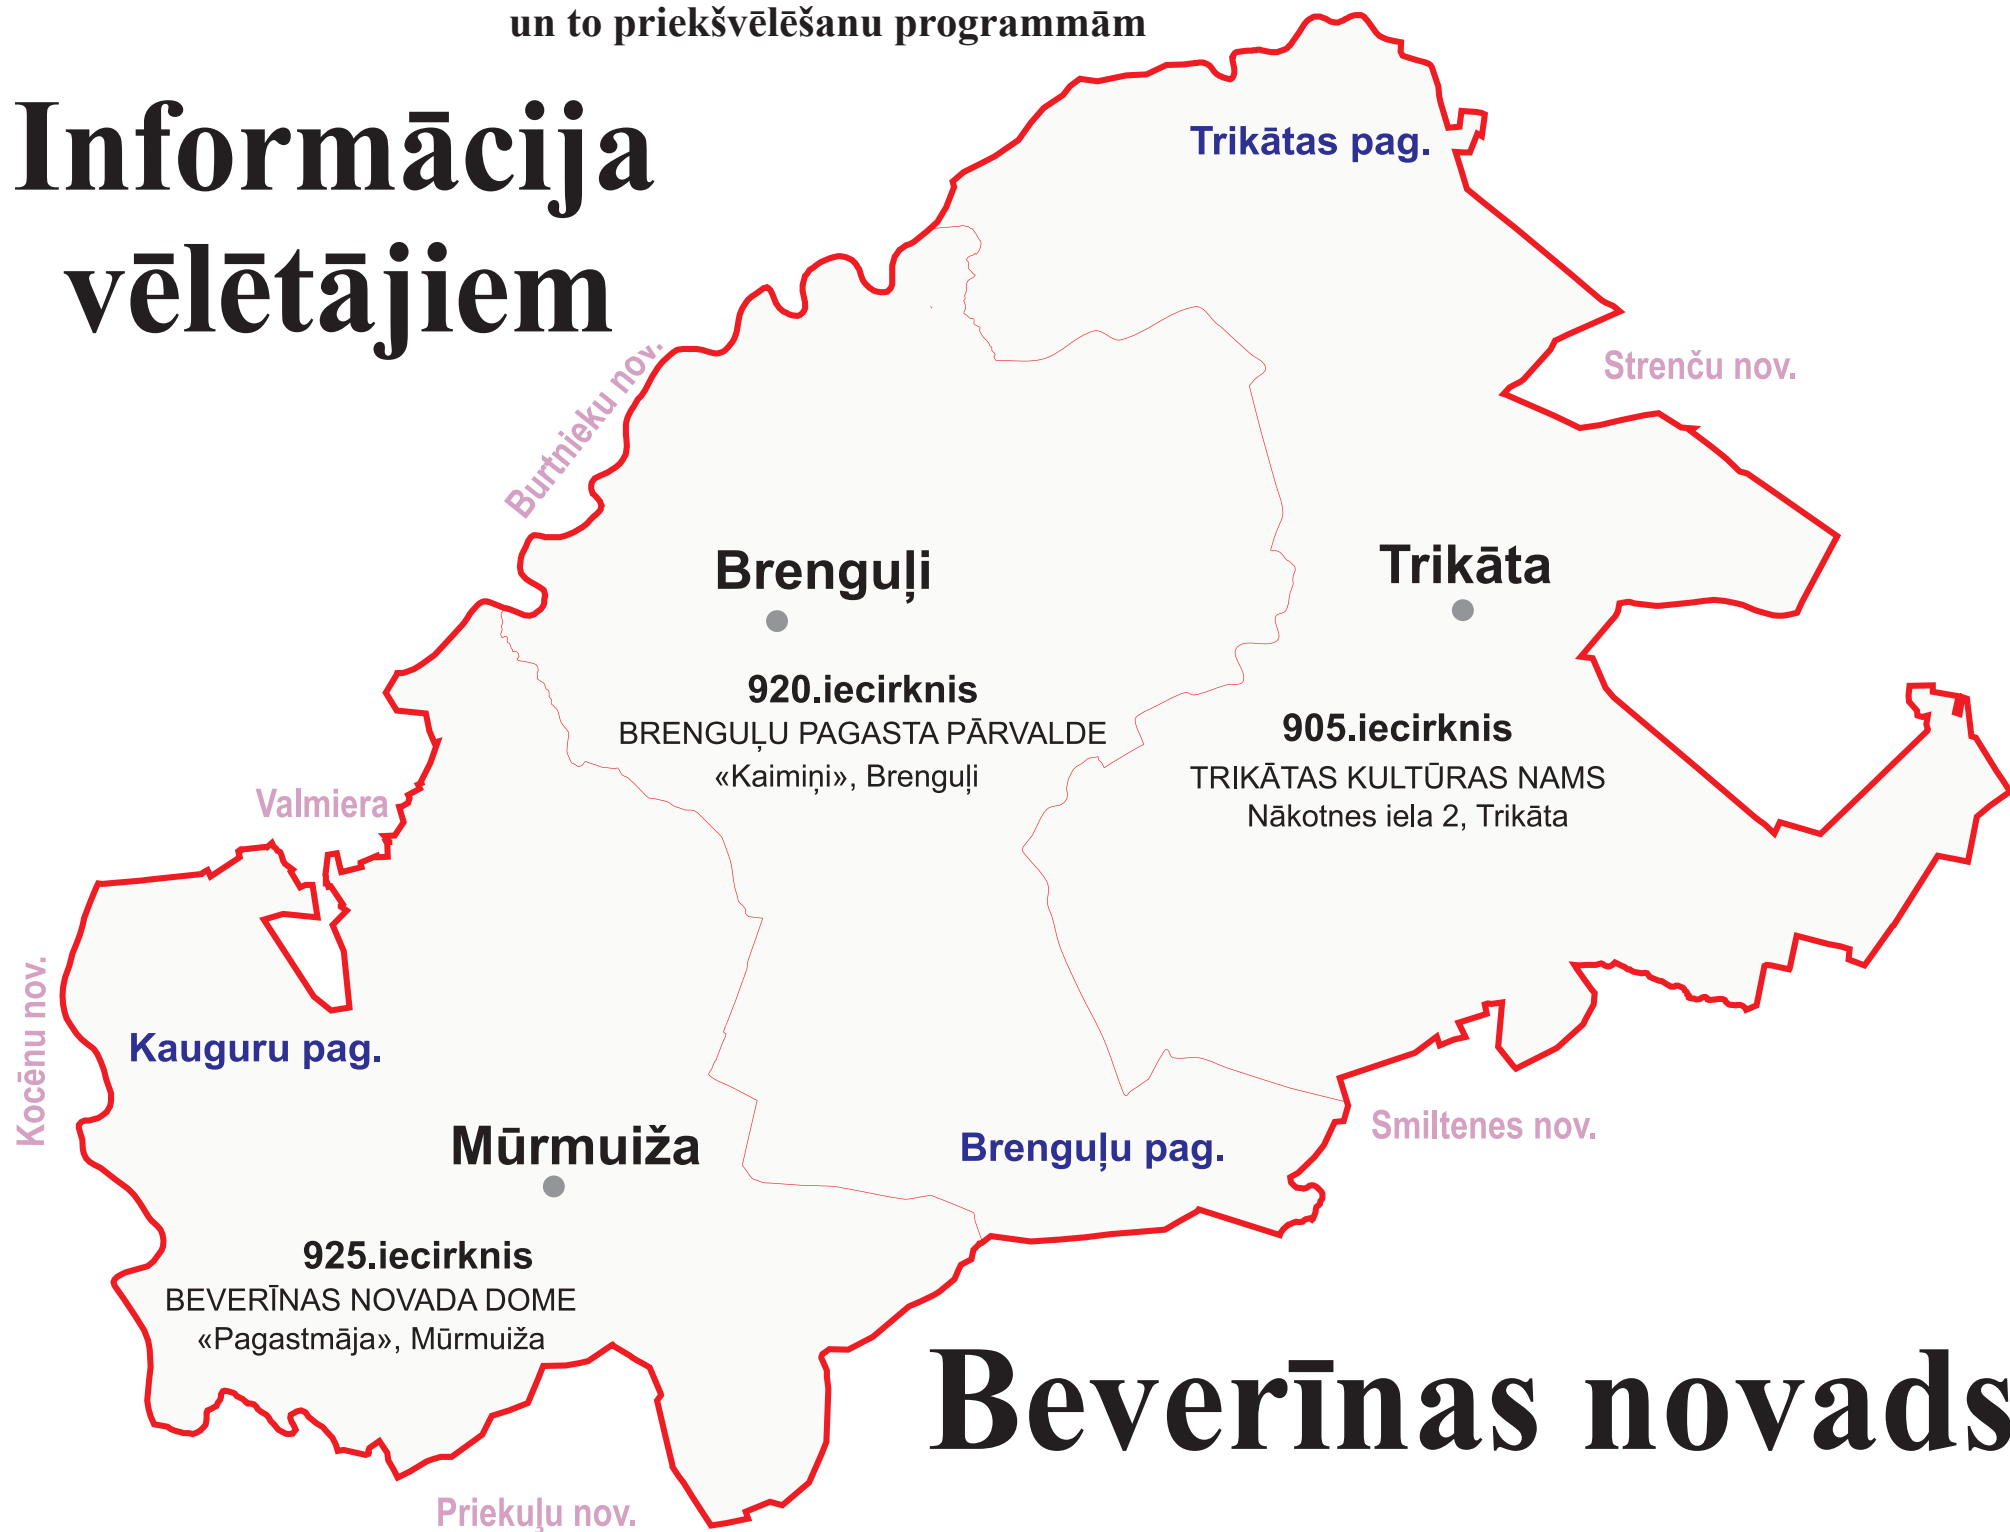 un to priekšvēlēšanu programmām
Informācija
vēlētājiem
Trikātas pag.
Burtnieku nov.
Strenču nov.
Brenguļi
Trikāta
920.iecirknis
BRENGUĻU PAGASTA PĀRVALDE
«Kaimiņi», Brenguļi
905.iecirknis
TRIKĀTAS KULTŪRAS NAMS
Nākotnes iela 2, Trikāta
Valmiera
Kocēnu nov.
Kauguru pag.
Mūrmuiža
Brenguļu pag.
Smiltenes nov.
925.iecirknis
BEVERĪNAS NOVADA DOME
«Pagastmāja», Mūrmuiža
Beverīnas novads
Priekuļu nov.